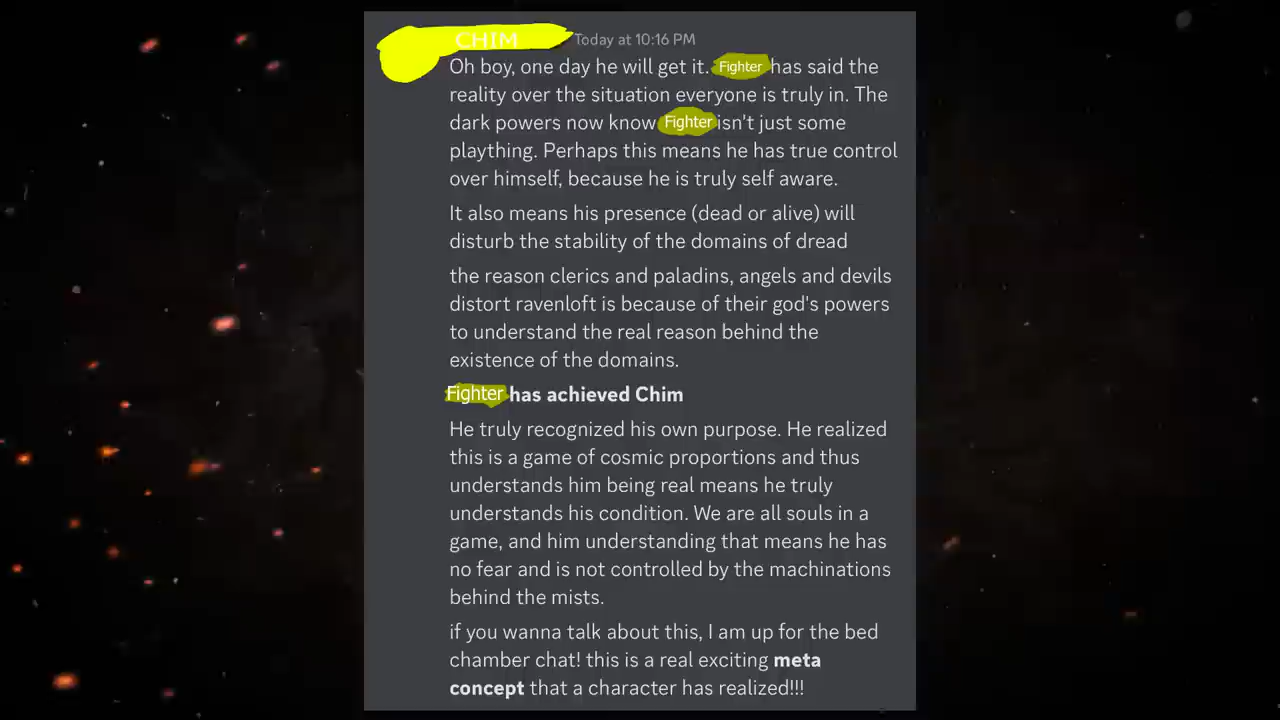 CHIM Today at 10:16 PM
Oh boy, one day he will get it. Fighter has said the
reality over the situation everyone is truly in. The
dark powers now know Fighter isn't just some
plaything. Perhaps this means he has true control
over himself, because he is truly self aware.
It also means his presence (dead or alive) will
disturb the stability of the domains of dread
the reason clerics and paladins, angels and devils
distort ravenloft is because of their god's powers
to understand the real reason behind the
existence of the domains.
Fighter has achieved Chim
He truly recognized his own purpose. He realized
this is a game of cosmic proportions and thus
understands him being real means he truly
understands his condition. We are all souls in a
game, and him understanding that means he has
no fear and is not controlled by the machinations
behind the mists.
if you wanna talk about this, I am up for the bed
chamber chat! this is a real exciting meta
concept that a character has realized!!!